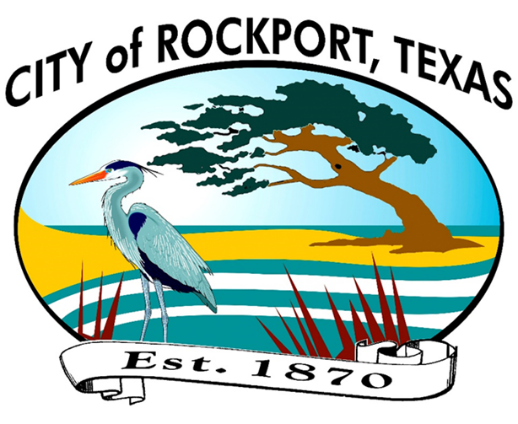 CITY of ROCKPORT, TEXAS
Est. 1870